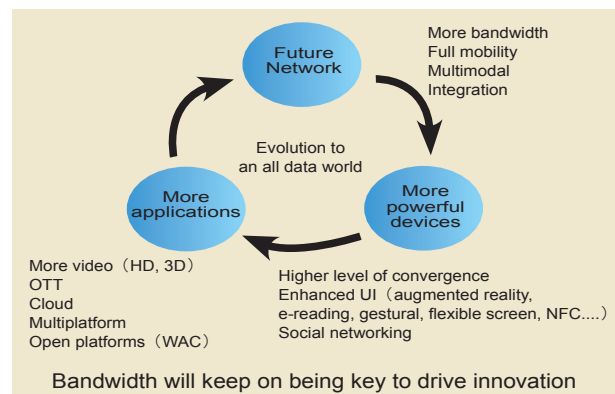 Future
Network
More bandwidth
Full mobility
Multimodal
Integration
Evolution to
an all data world
More
applications
More
powerful
devices
More video（HD, 3D）
OTT
Cloud
Multiplatform
Open platforms（WAC）
Higher level of convergence
Enhanced UI（augmented reality,
e-reading, gestural, flexible screen, NFC....）
Social networking
Bandwidth will keep on being key to drive innovation